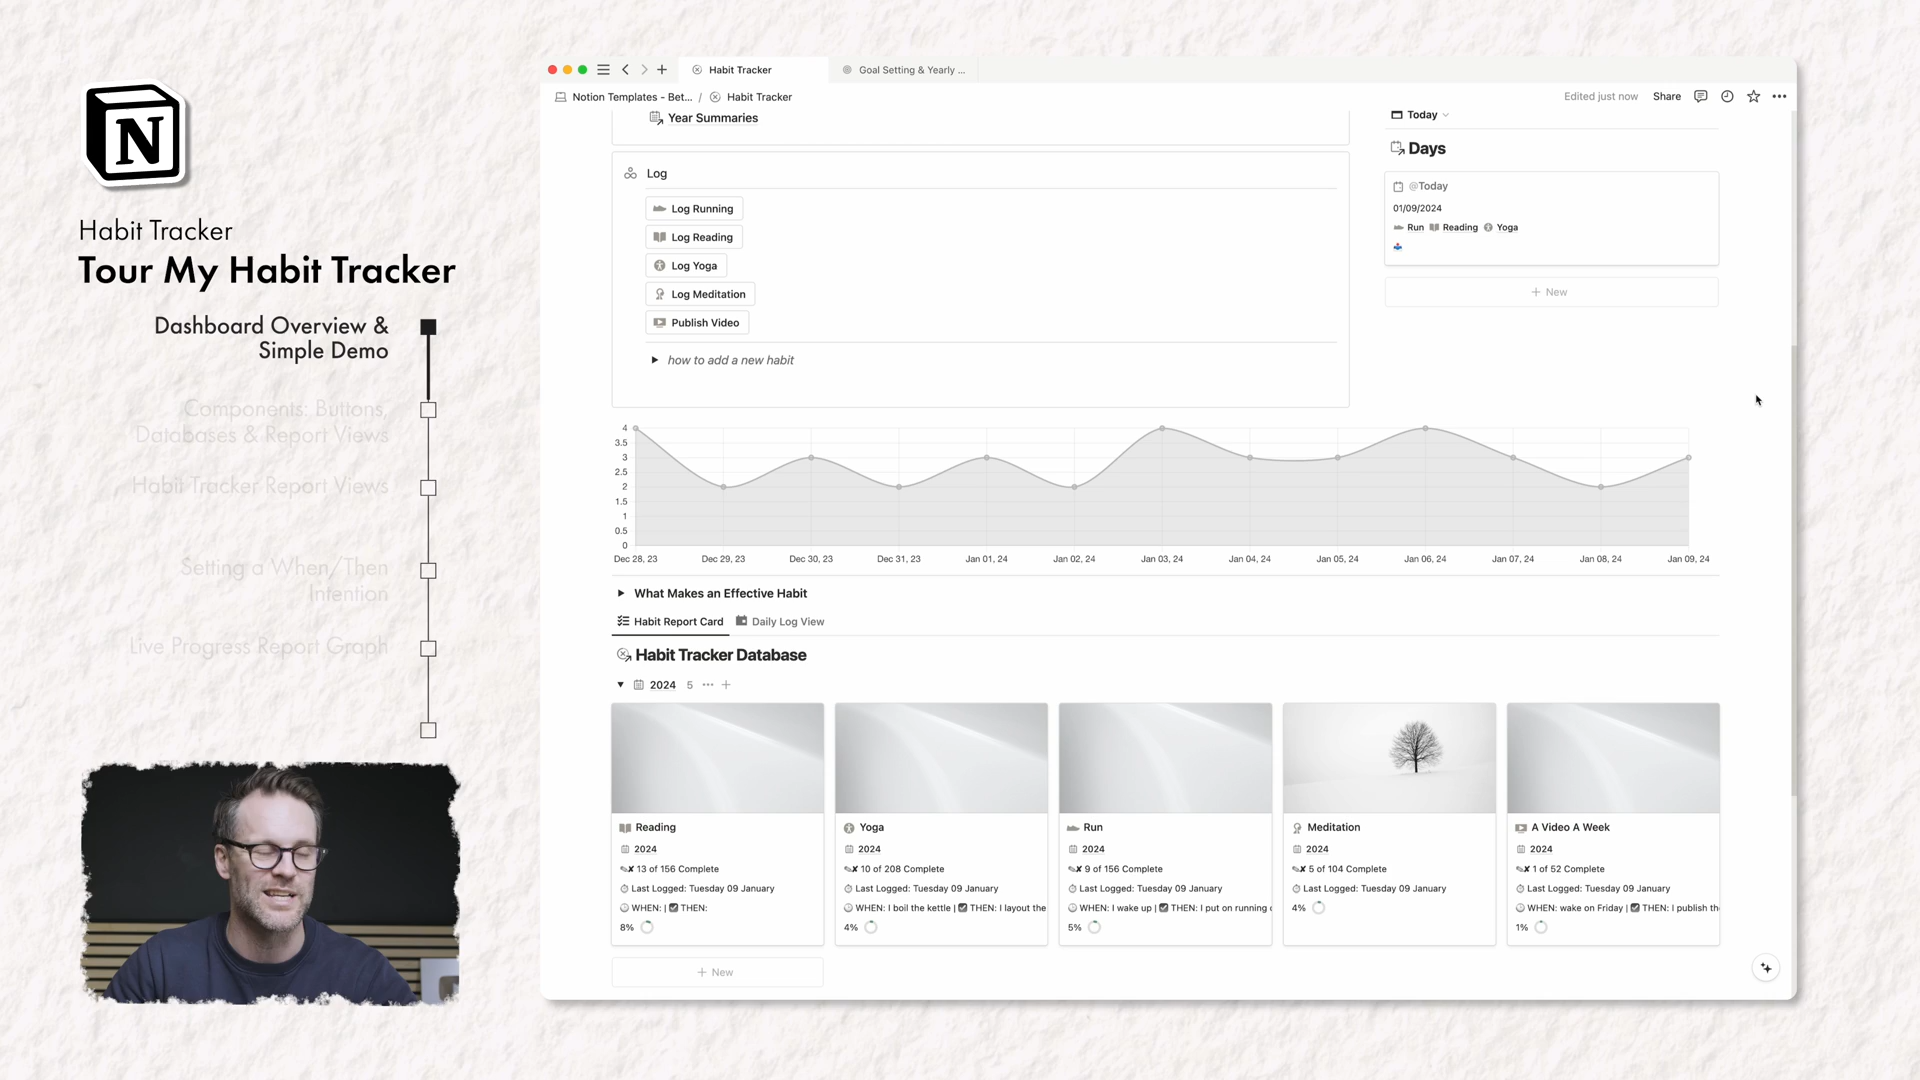 N
Habit Tracker
Tour My Habit Tracker
Dashboard Overview &
Simple Demo
Components: Buttons,
Databases & Report Views
Habit Tracker Report Views
Setting a When/Then
Intention
Live Progress Report Graph
Habit Tracker
Goal Setting & Yearly ...
Notion Templates - Bet... / Habit Tracker
Edited just now Share
Year Summaries
Log
Log Running
Log Reading
Log Yoga
Log Meditation
Publish Video
how to add a new habit
Today
Days
@Today
01/09/2024
Run Reading Yoga
+ New
4
3.5
3
2.5
2
1.5
1
0.5
0
Dec 28, 23 Dec 29, 23 Dec 30, 23 Dec 31, 23 Jan 01, 24 Jan 02, 24 Jan 03, 24 Jan 04, 24 Jan 05, 24 Jan 06, 24 Jan 07, 24 Jan 08, 24 Jan 09, 24
What Makes an Effective Habit
Habit Report Card Daily Log View
Habit Tracker Database
2024 5
Reading
2024
13 of 156 Complete
Last Logged: Tuesday 09 January
WHEN: | THEN:
8%
Yoga
2024
10 of 208 Complete
Last Logged: Tuesday 09 January
WHEN: I boil the kettle | THEN: I layout the
4%
Run
2024
9 of 156 Complete
Last Logged: Tuesday 09 January
WHEN: I wake up | THEN: I put on running
5%
Meditation
2024
5 of 104 Complete
Last Logged: Tuesday 09 January
4%
A Video A Week
2024
1 of 52 Complete
Last Logged: Tuesday 09 January
WHEN: wake on Friday | THEN: I publish
1%
+ New